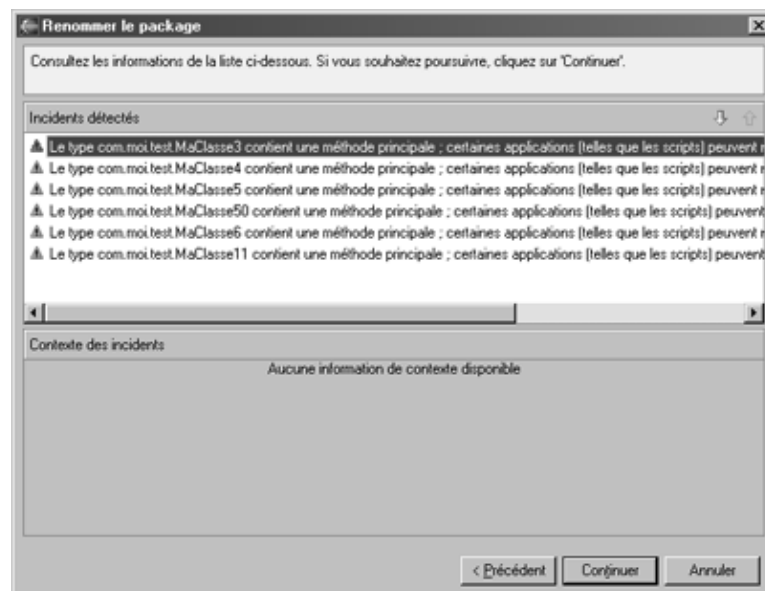 Renommer le package
Consultez les informations de la liste ci-dessous. Si vous souhaitez poursuivre, cliquez sur 'Continuer'.
Incidents détectés
Le type com.moi.test.MaClasse3 contient une méthode principale ; certaines applications (telles que les scripts) peuvent
Le type com.moi.test.MaClasse4 contient une méthode principale ; certaines applications (telles que les scripts) peuvent
Le type com.moi.test.MaClasse5 contient une méthode principale ; certaines applications (telles que les scripts) peuvent
Le type com.moi.test.MaClasse50 contient une méthode principale ; certaines applications (telles que les scripts) peuvent
Le type com.moi.test.MaClasse6 contient une méthode principale ; certaines applications (telles que les scripts) peuvent
Le type com.moi.test.MaClasse11 contient une méthode principale ; certaines applications (telles que les scripts) peuvent
Contexte des incidents
Aucune information de contexte disponible
< Précédent Continuer Annuler